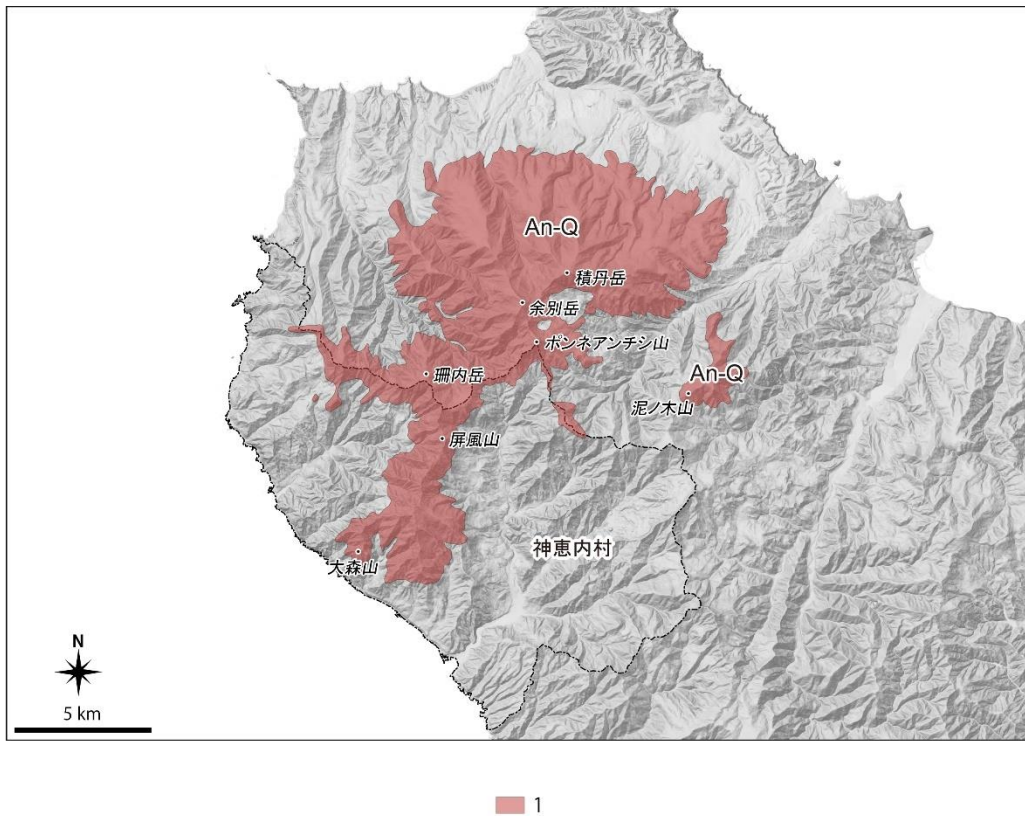 An-Q
積丹岳
余別岳
ポンネアンチシ山
珊内岳
An-Q
泥ノ木山
屏風山
神恵内村
大森山
N
5 km
1